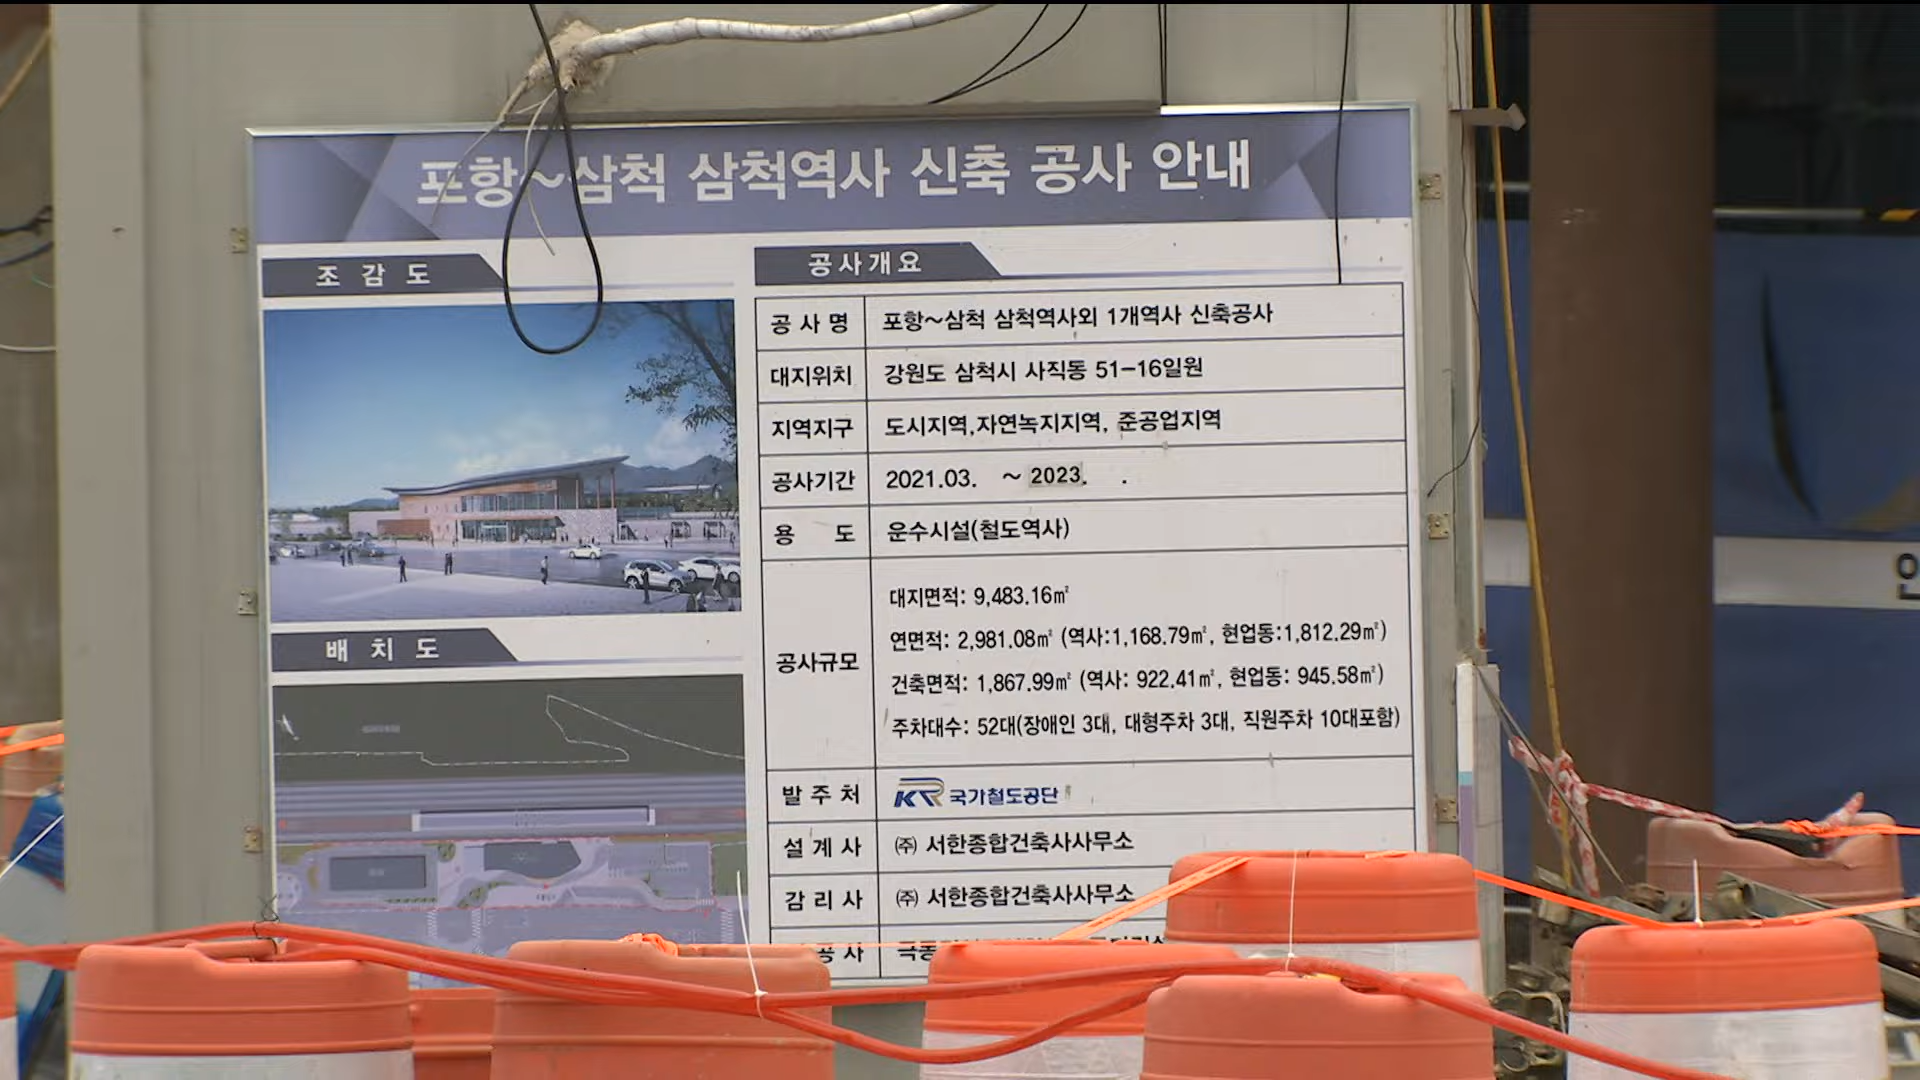 포항~삼척 삼척역사 신축 공사 안내
조 감 도
배 치 도
공사개요
공 사 명 포항~삼척 삼척역사외 1개역사 신축공사
대지위치 강원도 삼척시 사직동 51-16일원
지역지구 도시지역,자연녹지지역, 준공업지역
공사기간 2021.03. ~ 2023. .
용 도 운수시설(철도역사)
공사규모
대지면적: 9,483.16㎡
연면적: 2,981.08㎡ (역사:1,168.79㎡, 현업동:1,812.29㎡)
건축면적: 1,867.99㎡ (역사: 922.41㎡, 현업동: 945.58㎡)
주차대수: 52대(장애인 3대, 대형주차 3대, 직원주차 10대포함)
발 주 처 KR 국가철도공단
설 계 사 ㈜ 서한종합건축사사무소
감 리 사 ㈜ 서한종합건축사사무소
공 사